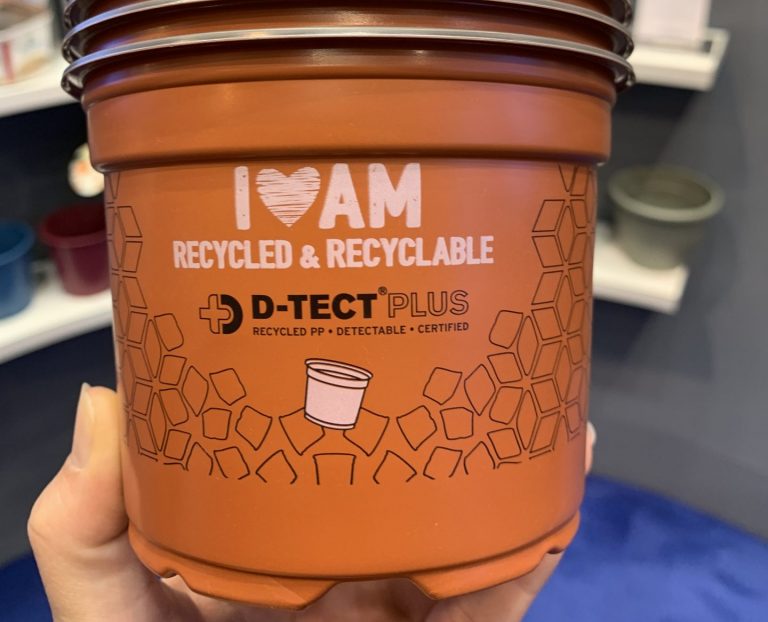 I ♥ AM
RECYCLED & RECYCLABLE
D-TECT® PLUS
RECYCLED PP • DETECTABLE • CERTIFIED